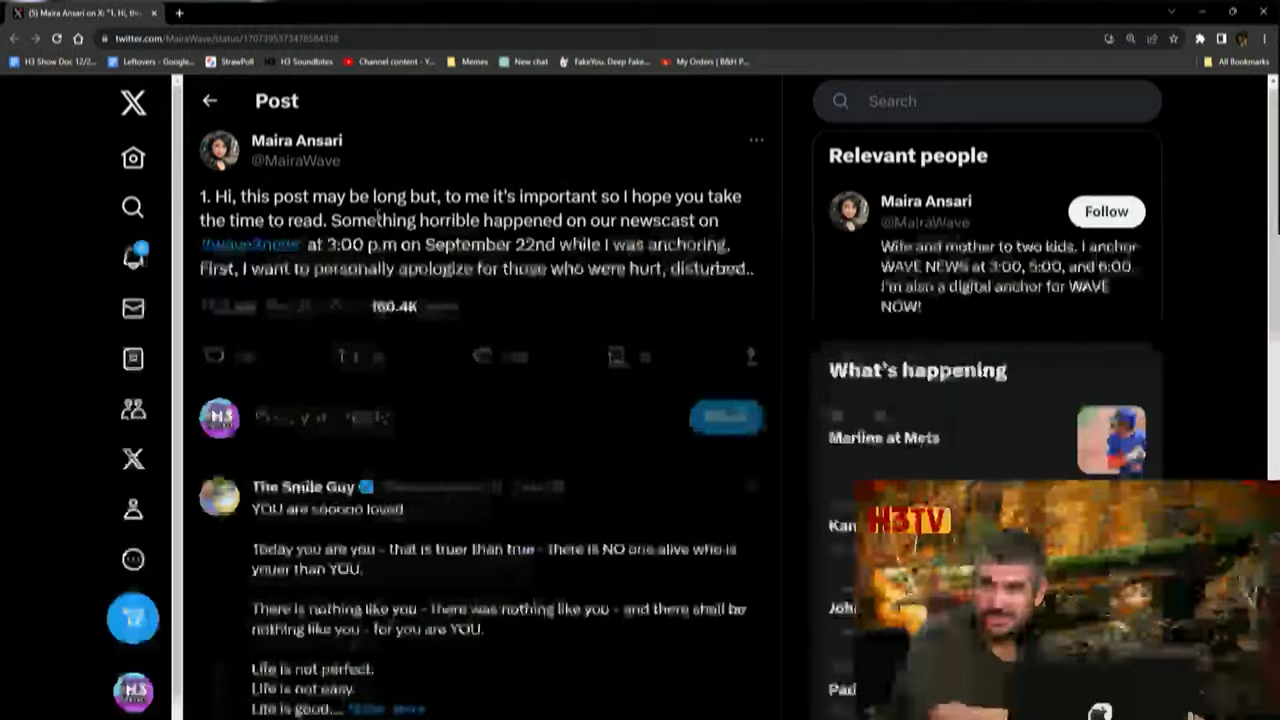 (5) Maira Ansari on X: "1. Hi, this
twitter.com/MairaWave/status/1707395373478584338
H3 Show Doc 12/2... Leftovers - Google... StrawPoll H3 Soundbites Channel content - Y... Memes New chat FakeYou. Deep Fake... My Orders | B&H P... All Bookmarks
Post
Maira Ansari
@MairaWave
1. Hi, this post may be long but, to me it's important so I hope you take
the time to read. Something horrible happened on our newscast on
at 3:00 p.m on September 22nd while I was anchoring.
First, I want to personally apologize for those who were hurt, disturbed..
160.4K
The Smile Guy
YOU are sooooo loved
Today you are you - that is truer than true - There is NO one alive who is
youer than YOU.
There is nothing like you - there was nothing like you - and there shall be
nothing like you - for you are YOU.
Life is not perfect.
Life is not easy.
Life is good....
Search
Relevant people
Maira Ansari
@MairaWave
Follow
Wife and mother to two kids. I anchor
WAVE NEWS at 3:00, 5:00, and 6:00.
I'm also a digital anchor for WAVE
NOW!
What's happening
Marlins at Mets
Kan
Joh
Pad
H3TV
H3
H3